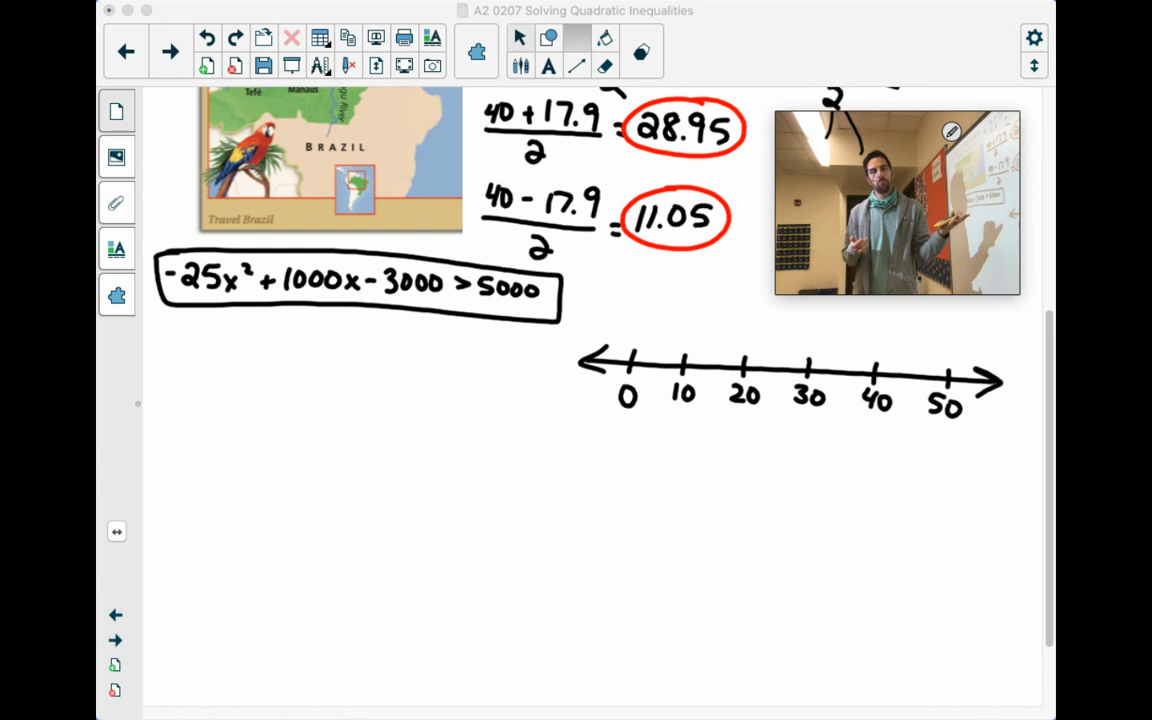 A2 0207 Solving Quadratic Inequalities
Tefé
Manaus
BRAZIL
Travel Brazil
40 + 17.9
2
= 28.95
40 - 17.9
2
= 11.05
2
-25x² + 1000x - 3000 > 5000
0 10 20 30 40 50